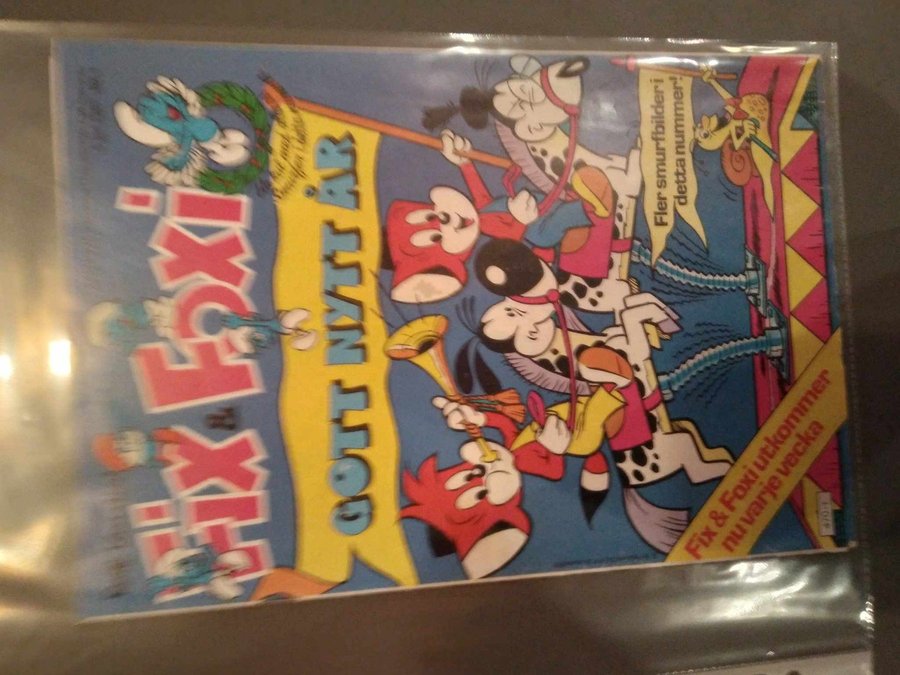 Fix & Foxi
GOTT NYTT ÅR
Fler smurfbilder i
detta nummer!
Fix & Foxi utkommer
nu varje vecka